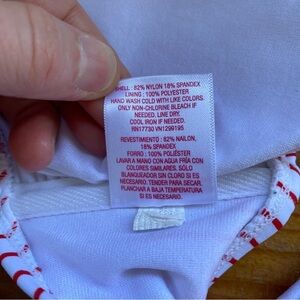 SHELL : 82% NYLON 18% SPANDEX
LINING : 100% POLYESTER
HAND WASH COLD WITH LIKE COLORS.
ONLY NON-CHLORINE BLEACH IF
NEEDED. LINE DRY.
COOL IRON IF NEEDED.
RN17730 VN1299195
REVESTIMIENTO : 82% NAILON,
18% SPANDEX
FORRO : 100% POLIÉSTER
LAVAR A MANO CON AGUA FRÍA CON
COLORES SIMILARES. SÓLO
BLANQUEADOR SIN CLORO SI ES
NECESARIO. TENDER PARA SECAR.
PLANCHAR A BAJA TEMPERATURA
SI ES NECESARIO.